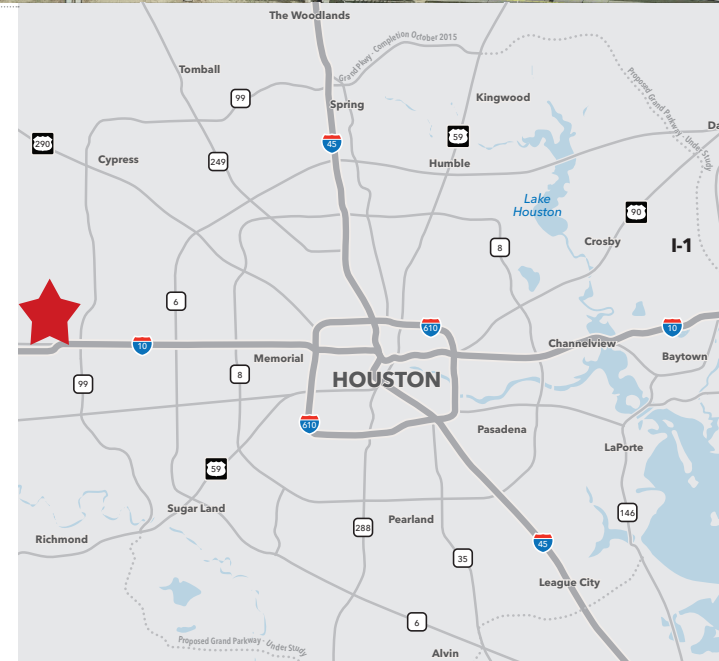 The Woodlands
Grand Pkwy · Completion October 2015
Tomball
99
Spring
Kingwood
Proposed Grand Parkway · Under Study
59
45
290
Cypress
249
Humble
Lake
Houston
90
8
Crosby
I-1
6
10
610
10
Channelview
Memorial
Baytown
8
99
HOUSTON
610
Pasadena
LaPorte
59
Sugar Land
146
Pearland
288
Richmond
45
35
League City
6
Proposed Grand Parkway · Under Study
Alvin